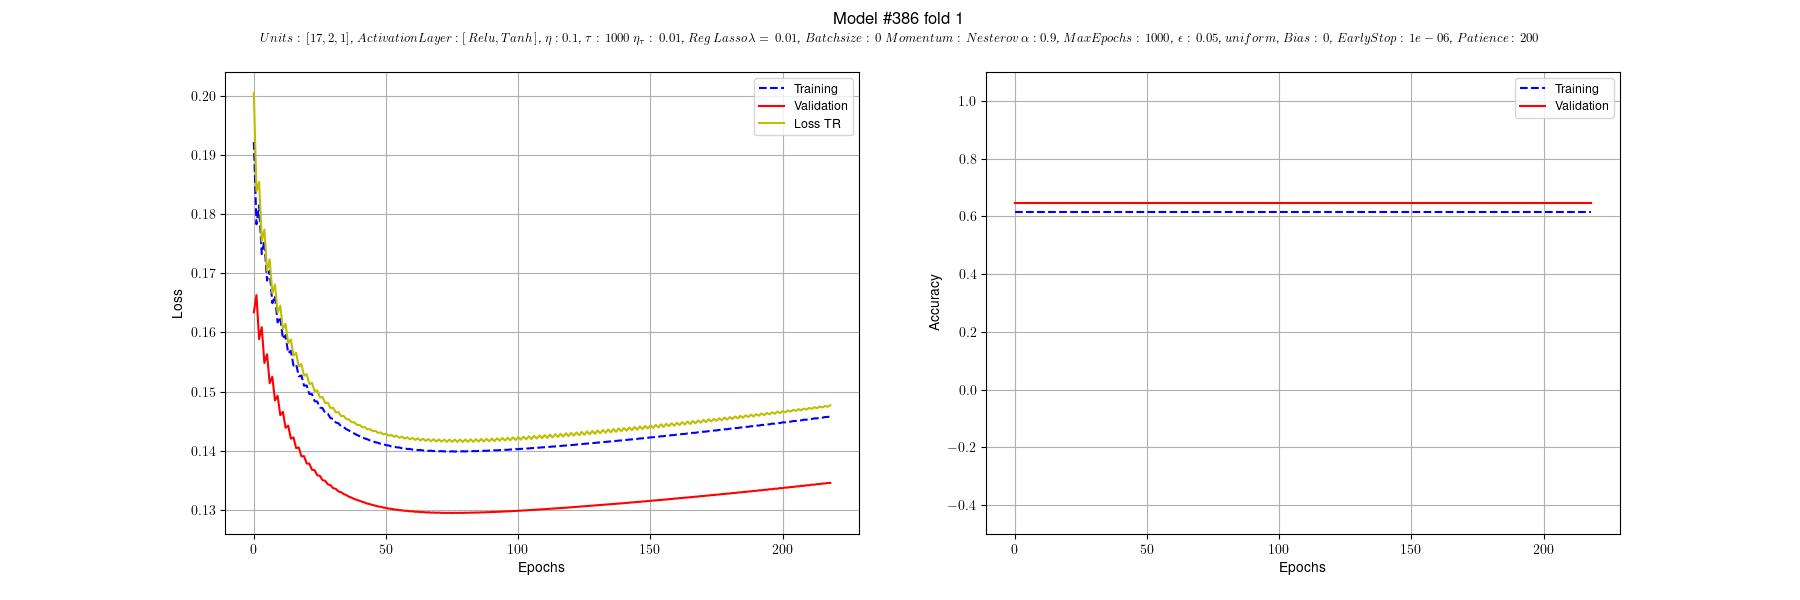 Model #386 fold 1
Units : [17, 2, 1], ActivationLayer : [ Relu, Tanh ], η : 0.1, τ : 1000 ητ : 0.01, Reg Lassoλ = 0.01, Batchsize : 0 Momentum : Nesterov α : 0.9, MaxEpochs : 1000, ϵ : 0.05, uniform, Bias : 0, EarlyStop : 1e − 06, Patience : 200
Training
Validation
Loss TR
0.20
0.19
0.18
0.17
0.16
0.15
0.14
0.13
Loss
0
50
100
150
200
Epochs
Training
Validation
1.0
0.8
0.6
0.4
0.2
0.0
−0.2
−0.4
Accuracy
0
50
100
150
200
Epochs